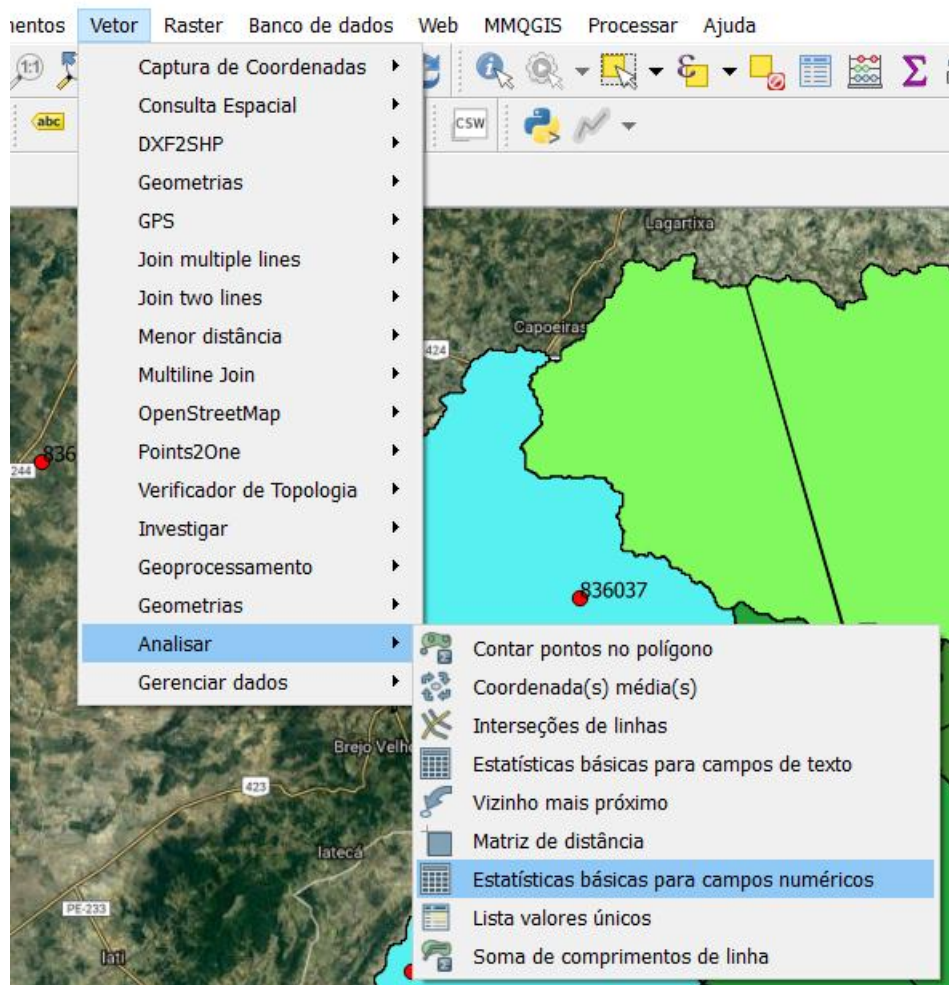 Vetor Raster Banco de dados Web MMQGIS Processar Ajuda
1:1
abc
CSW
Captura de Coordenadas
Consulta Espacial
DXF2SHP
Geometrias
GPS
Join multiple lines
Join two lines
Menor distância
Multiline Join
OpenStreetMap
Points2One
Verificador de Topologia
Investigar
Geoprocessamento
Geometrias
Analisar
Gerenciar dados
Contar pontos no polígono
Coordenada(s) média(s)
Interseções de linhas
Estatísticas básicas para campos de texto
Vizinho mais próximo
Matriz de distância
Estatísticas básicas para campos numéricos
Lista valores únicos
Soma de comprimentos de linha
Lagartixa
Capoeiras
424
836
244
836037
Brejo Velho
423
Iatecá
PE-233
Iati